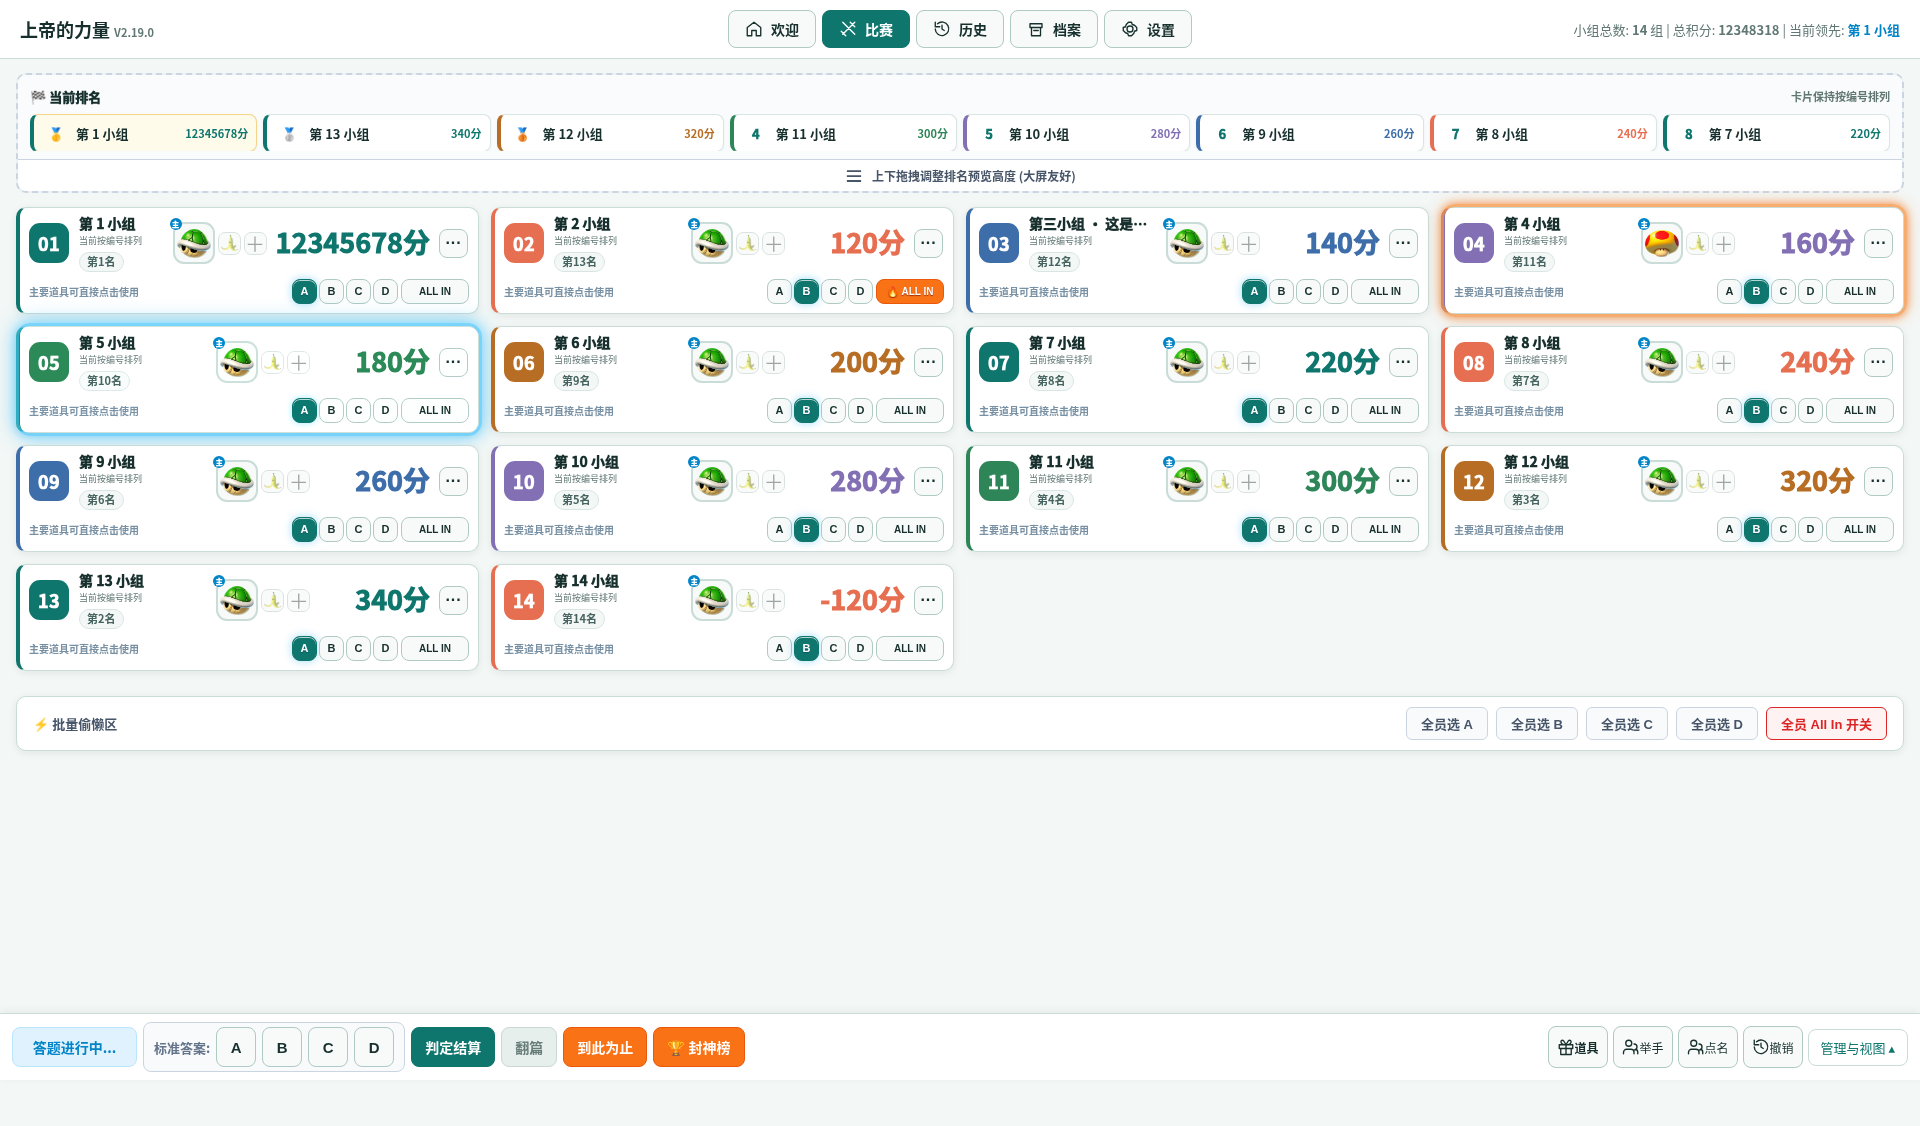 上帝的力量 V2.19.0
欢迎 比赛 历史 档案 设置
小组总数: 14 组 | 总积分: 12348318 | 当前领先: 第 1 小组
🏁 当前排名 卡片保持按编号排列
🥇 第 1 小组 12345678分 🥈 第 13 小组 340分 🥉 第 12 小组 320分 4 第 11 小组 300分 5 第 10 小组 280分 6 第 9 小组 260分 7 第 8 小组 240分 8 第 7 小组 220分
上下拖拽调整排名预览高度 (大屏友好)
01 第 1 小组 当前按编号排列 第1名 主 12345678分 ···
主要道具可直接点击使用 A B C D ALL IN
02 第 2 小组 当前按编号排列 第13名 主 120分 ···
主要道具可直接点击使用 A B C D 🔥 ALL IN
03 第三小组 · 这是··· 当前按编号排列 第12名 主 140分 ···
主要道具可直接点击使用 A B C D ALL IN
04 第 4 小组 当前按编号排列 第11名 主 160分 ···
主要道具可直接点击使用 A B C D ALL IN
05 第 5 小组 当前按编号排列 第10名 主 180分 ···
主要道具可直接点击使用 A B C D ALL IN
06 第 6 小组 当前按编号排列 第9名 主 200分 ···
主要道具可直接点击使用 A B C D ALL IN
07 第 7 小组 当前按编号排列 第8名 主 220分 ···
主要道具可直接点击使用 A B C D ALL IN
08 第 8 小组 当前按编号排列 第7名 主 240分 ···
主要道具可直接点击使用 A B C D ALL IN
09 第 9 小组 当前按编号排列 第6名 主 260分 ···
主要道具可直接点击使用 A B C D ALL IN
10 第 10 小组 当前按编号排列 第5名 主 280分 ···
主要道具可直接点击使用 A B C D ALL IN
11 第 11 小组 当前按编号排列 第4名 主 300分 ···
主要道具可直接点击使用 A B C D ALL IN
12 第 12 小组 当前按编号排列 第3名 主 320分 ···
主要道具可直接点击使用 A B C D ALL IN
13 第 13 小组 当前按编号排列 第2名 主 340分 ···
主要道具可直接点击使用 A B C D ALL IN
14 第 14 小组 当前按编号排列 第14名 主 -120分 ···
主要道具可直接点击使用 A B C D ALL IN
⚡ 批量偷懒区 全员选 A 全员选 B 全员选 C 全员选 D 全员 All In 开关
答题进行中... 标准答案: A B C D 判定结算 翻篇 到此为止 🏆 封神榜 道具 举手 点名 撤销 管理与视图 ▴